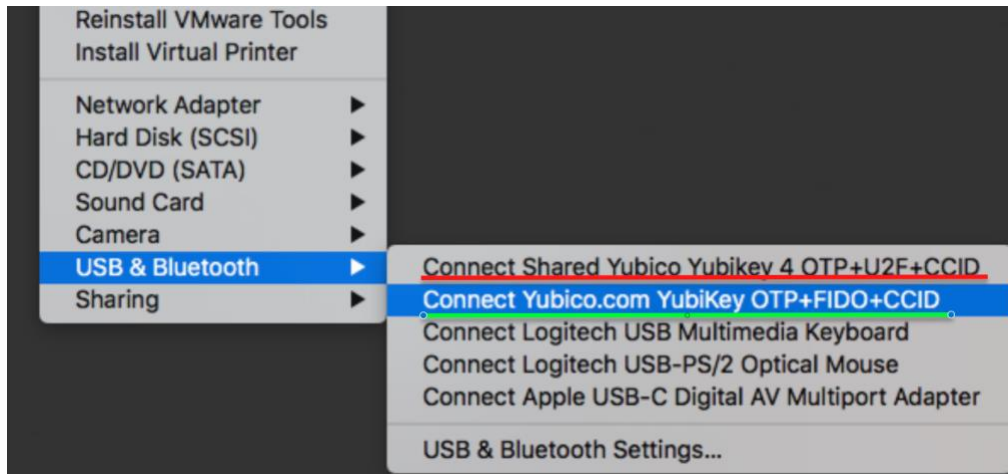 Reinstall VMware Tools
Install Virtual Printer
Network Adapter
Hard Disk (SCSI)
CD/DVD (SATA)
Sound Card
Camera
USB & Bluetooth
Sharing
Connect Shared Yubico Yubikey 4 OTP+U2F+CCID
Connect Yubico.com YubiKey OTP+FIDO+CCID
Connect Logitech USB Multimedia Keyboard
Connect Logitech USB-PS/2 Optical Mouse
Connect Apple USB-C Digital AV Multiport Adapter
USB & Bluetooth Settings...